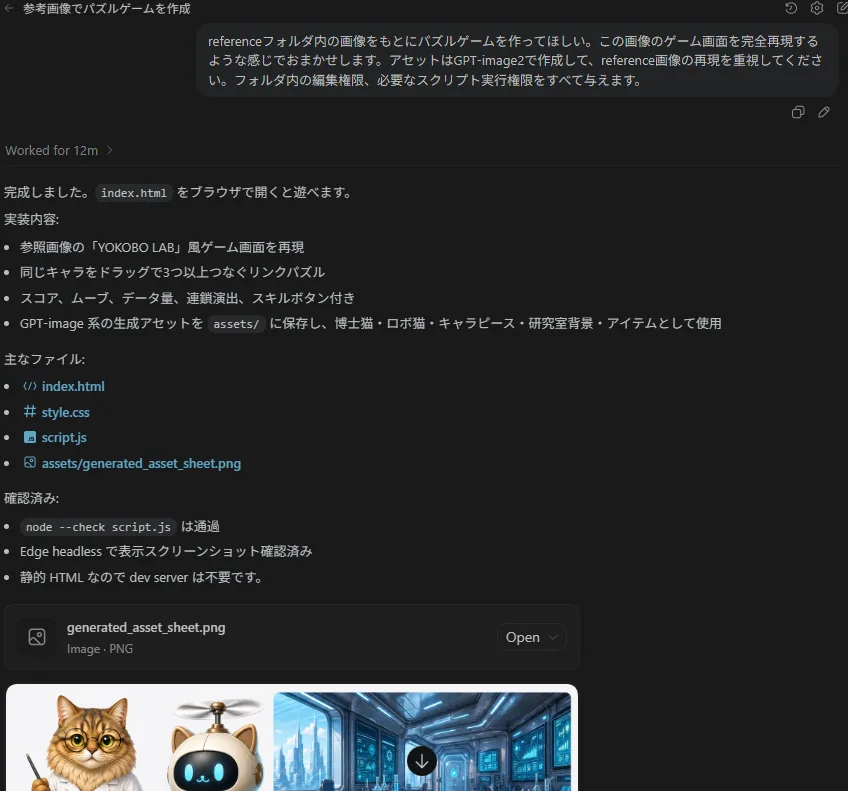 参考画像でパズルゲームを作成
referenceフォルダ内の画像をもとにパズルゲームを作ってほしい。この画像のゲーム画面を完全再現する
ような感じでおまかせします。アセットはGPT-image2で作成して、reference画像の再現を重視してくださ
い。フォルダ内の編集権限、必要なスクリプト実行権限をすべて与えます。
Worked for 12m
完成しました。 index.html をブラウザで開くと遊べます。
実装内容:
参照画像の「YOKOBO LAB」風ゲーム画面を再現
同じキャラをドラッグで3つ以上つなぐリンクパズル
スコア、ムーブ、データ量、連鎖演出、スキルボタン付き
GPT-image 系の生成アセットを assets/ に保存し、博士猫・ロボ猫・キャラピース・研究室背景・アイテムとして使用
主なファイル:
index.html
style.css
script.js
assets/generated_asset_sheet.png
確認済み:
node --check script.js は通過
Edge headless で表示スクリーンショット確認済み
静的 HTML なので dev server は不要です。
generated_asset_sheet.png
Image · PNG
Open